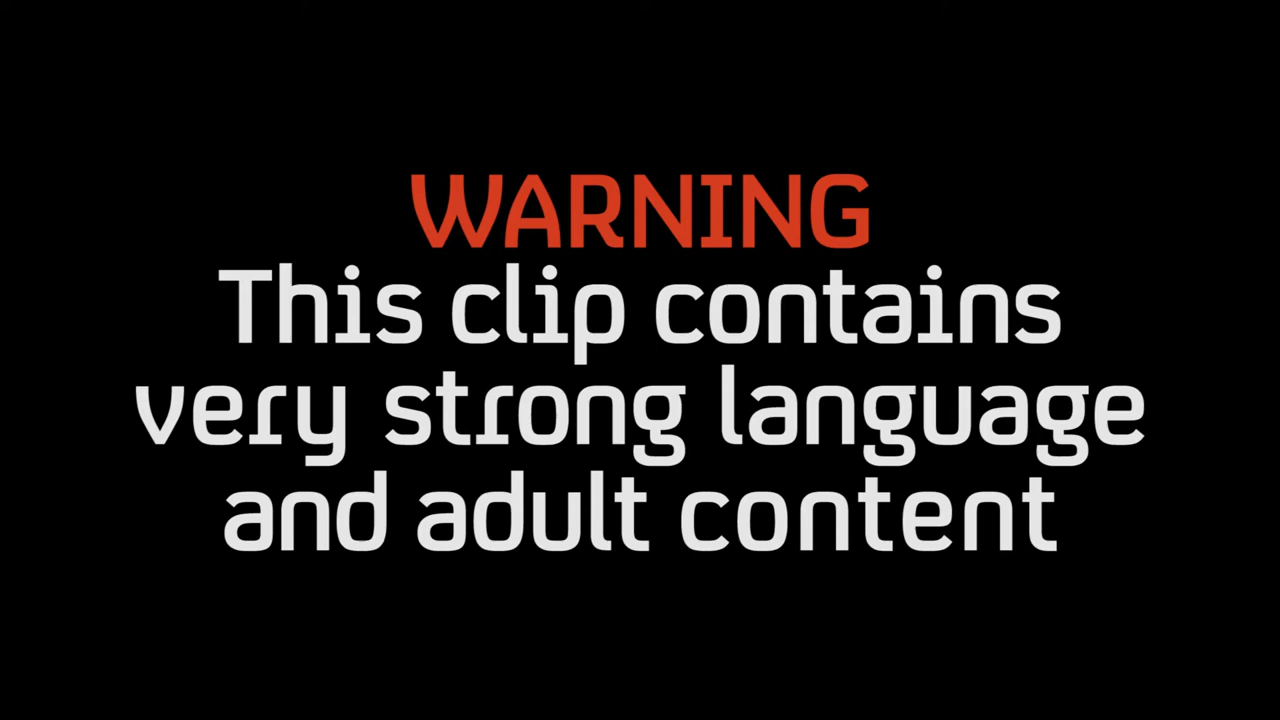 WARNING
This clip contains
very strong language
and adult content